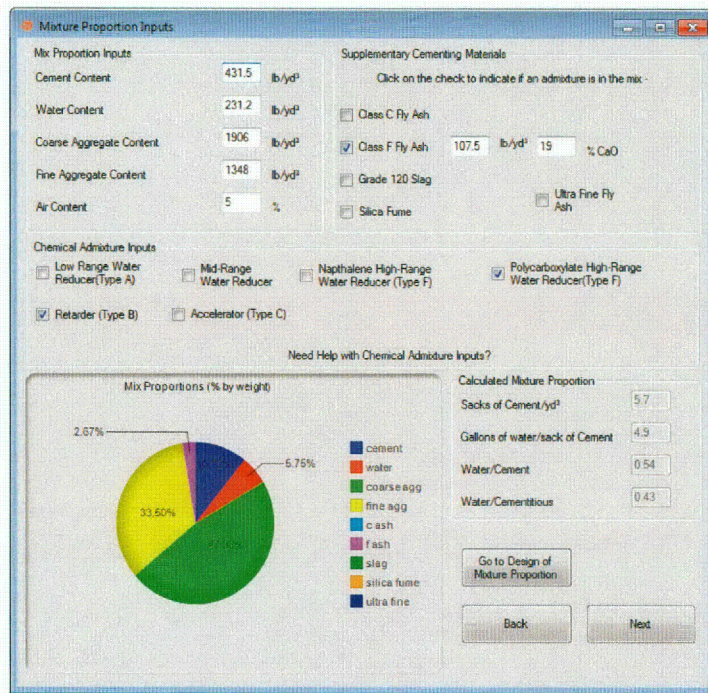 Mixture Proportion Inputs
Mix Proportion Inputs
Cement Content 431.5 lb/yd³
Water Content 231.2 lb/yd³
Coarse Aggregate Content 1906 lb/yd³
Fine Aggregate Content 1348 lb/yd³
Air Content 5 %
Supplementary Cementing Materials
Click on the check to indicate if an admixture is in the mix -
Class C Fly Ash
Class F Fly Ash 107.5 lb/yd³ 19 % CaO
Grade 120 Slag
Silica Fume
Ultra Fine Fly
Ash
Chemical Admixture Inputs
Low Range Water
Reducer(Type A)
Mid-Range
Water Reducer
Napthalene High-Range
Water Reducer (Type F)
Polycarboxylate High-Range
Water Reducer(Type F)
Retarder (Type B)
Accelerator (Type C)
Need Help with Chemical Admixture Inputs?
Mix Proportions (% by weight)
2.67%
5.75%
33.50%
cement
water
coarse agg
fine agg
c ash
f ash
slag
silica fume
ultra fine
Calculated Mixture Proportion
Sacks of Cement/yd³ 5.7
Gallons of water/sack of Cement 4.9
Water/Cement 0.54
Water/Cementitious 0.43
Go to Design of
Mixture Proportion
Back
Next